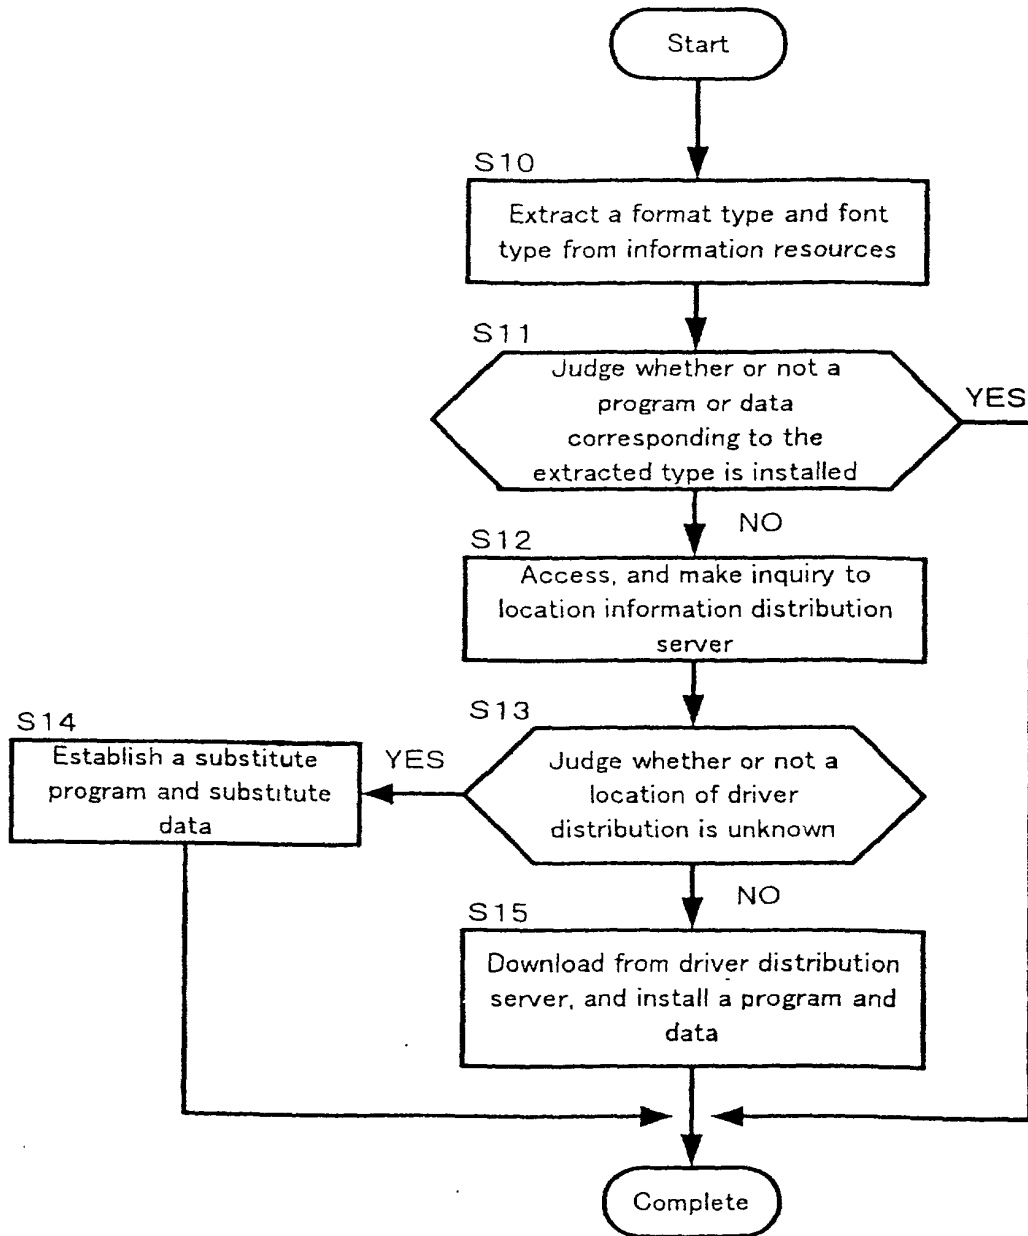 Start
S10
Extract a format type and font
type from information resources
S11
Judge whether or not a
program or data
corresponding to the
extracted type is installed
YES
NO
S12
Access, and make inquiry to
location information distribution
server
S13
Judge whether or not a
location of driver
distribution is unknown
YES
S14
Establish a substitute
program and substitute
data
NO
S15
Download from driver distribution
server, and install a program and
data
Complete